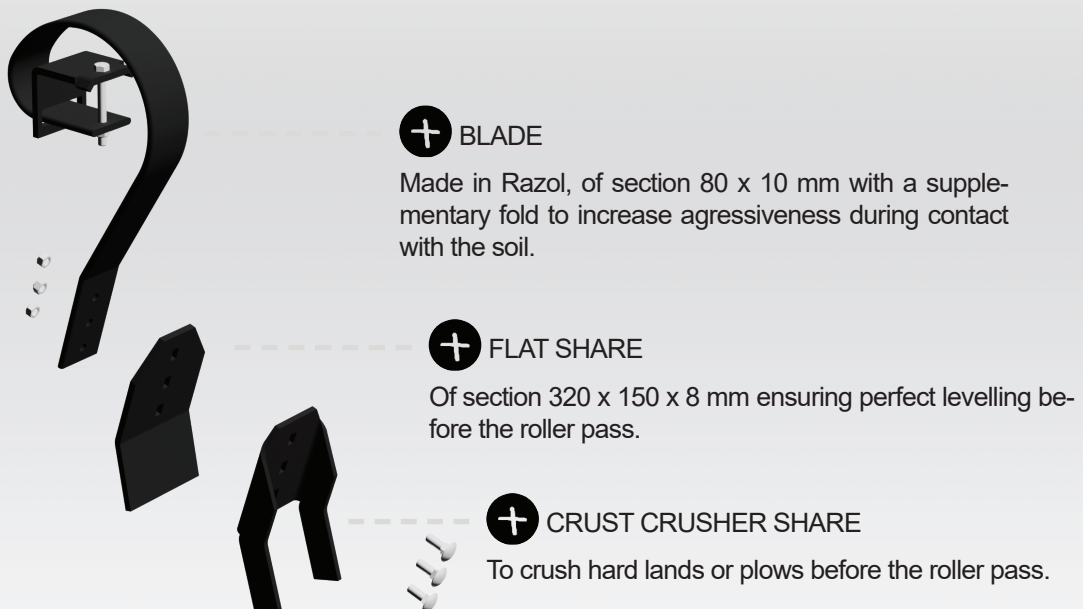 BLADE
Made in Razol, of section 80 x 10 mm with a supple-
mentary fold to increase agressiveness during contact
with the soil.
FLAT SHARE
Of section 320 x 150 x 8 mm ensuring perfect levelling be-
fore the roller pass.
CRUST CRUSHER SHARE
To crush hard lands or plows before the roller pass.